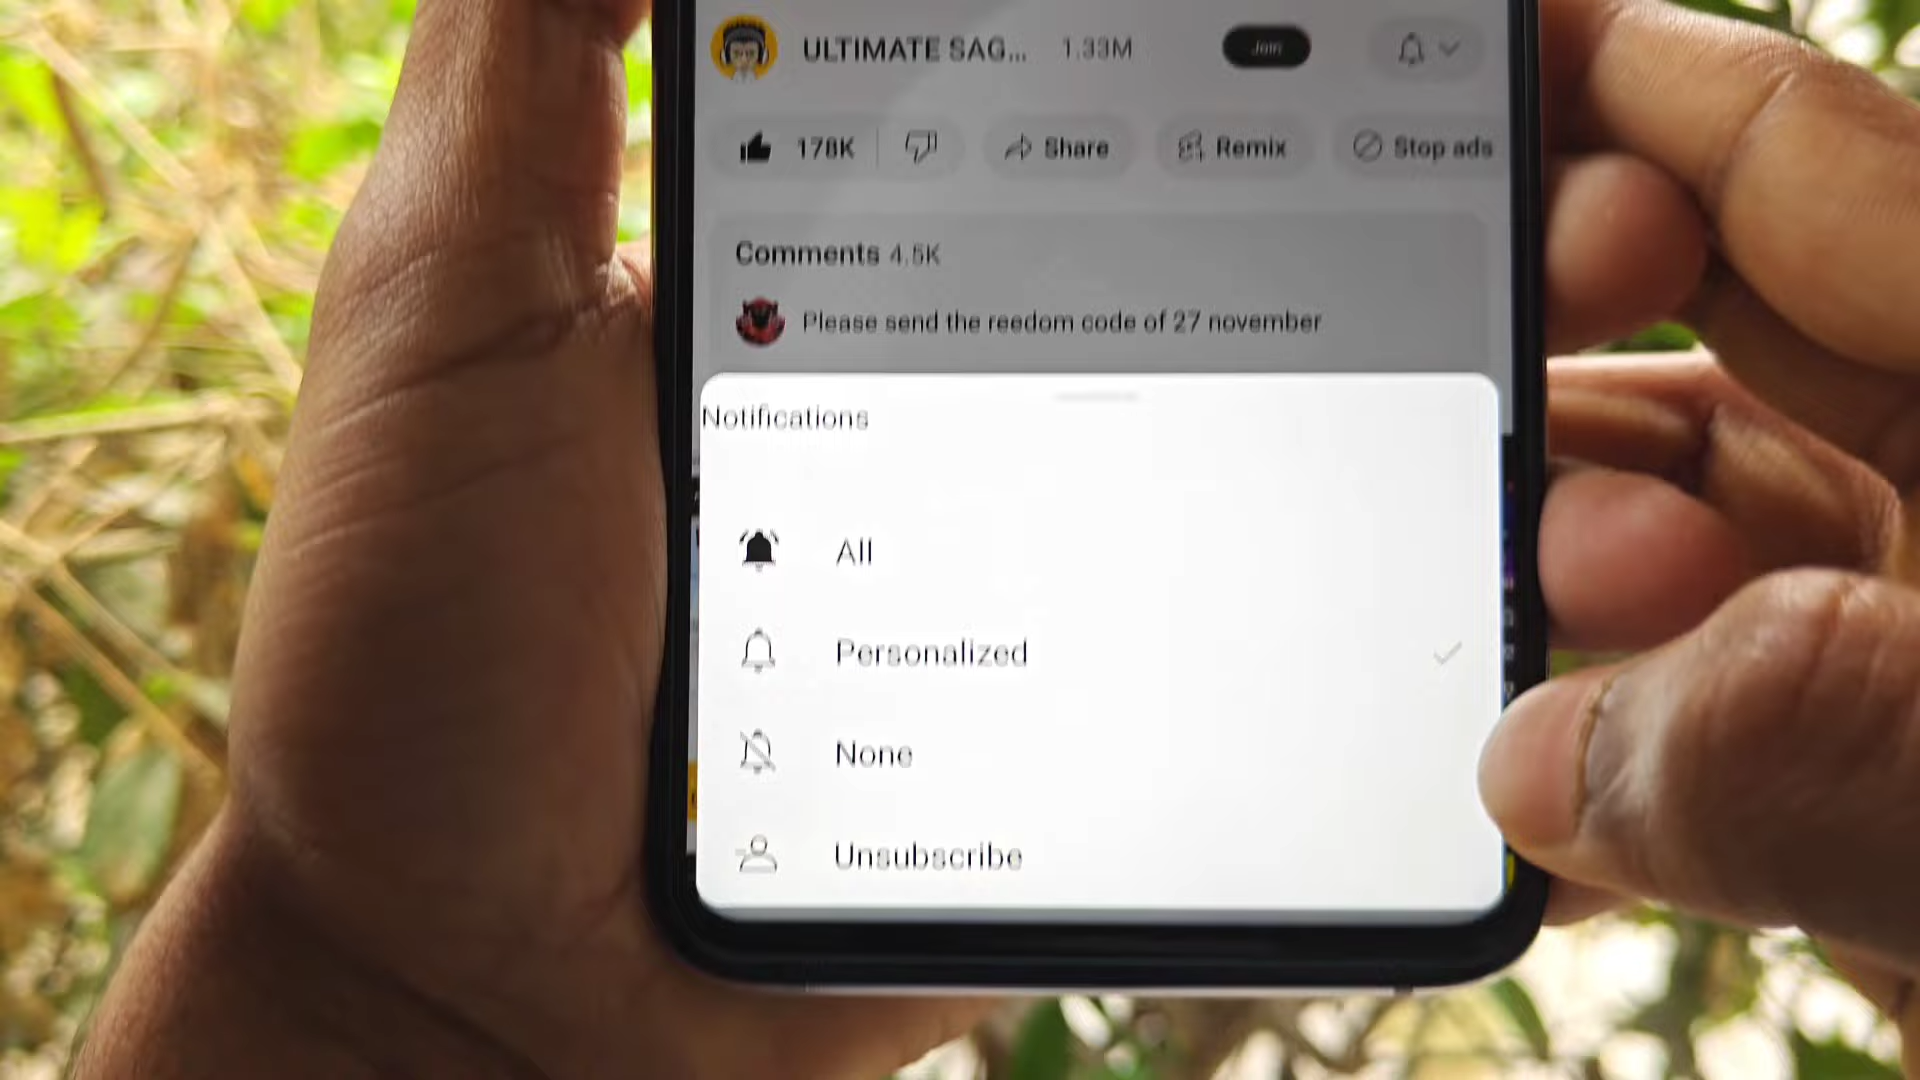 ULTIMATE SAG... 1.33M Join
178K Share Remix Stop ads
Comments 4.5K
Please send the reedom code of 27 november
Notifications
All
Personalized
None
Unsubscribe